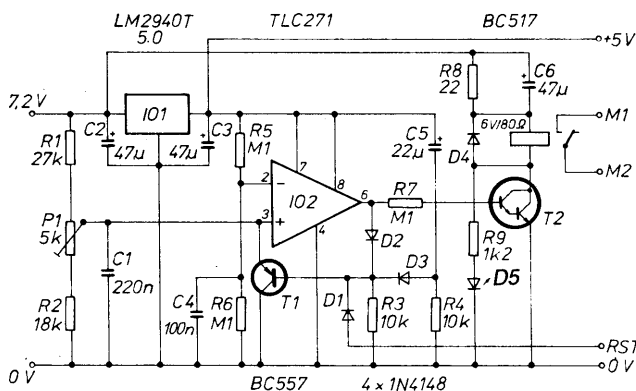 LM2940T TLC271 BC517
5.0
+5V
R8
22
C6
47µ
7,2 V
IO1
R1
27k
C2
47µ
C3
47µ
R5
M1
C5
22µ
D4
6V/80Ω
M1
M2
7
8
2
6
3
4
IO2
R7
M1
T2
P1
5k
D2
R9
1k2
C1
220n
D3
D5
R2
18k
C4
100n
R6
M1
T1
D1
R3
10k
R4
10k
RST
0 V
0 V
BC557 4 x 1N4148